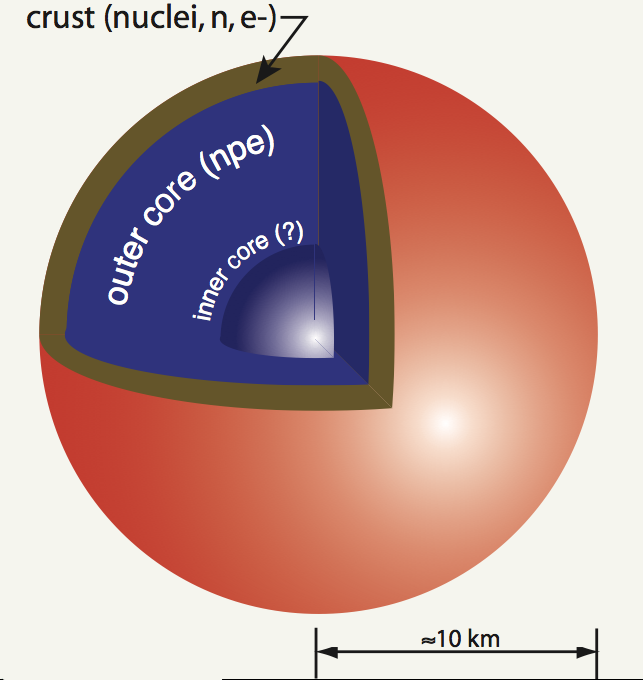 crust (nuclei, n, e-)
outer core (npe)
inner core (?)
≈10 km